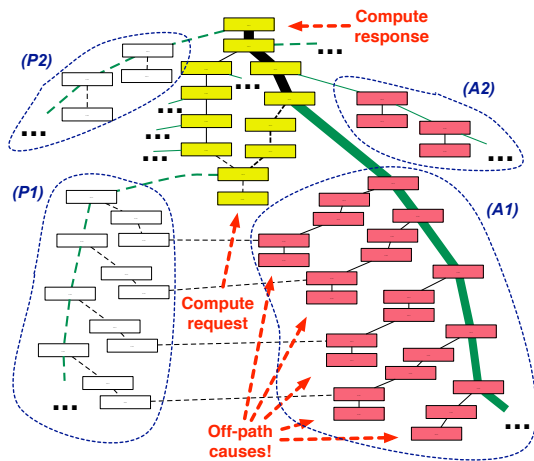 Compute
response
(P2)
(A2)
(P1)
(A1)
Compute
request
Off-path
causes!